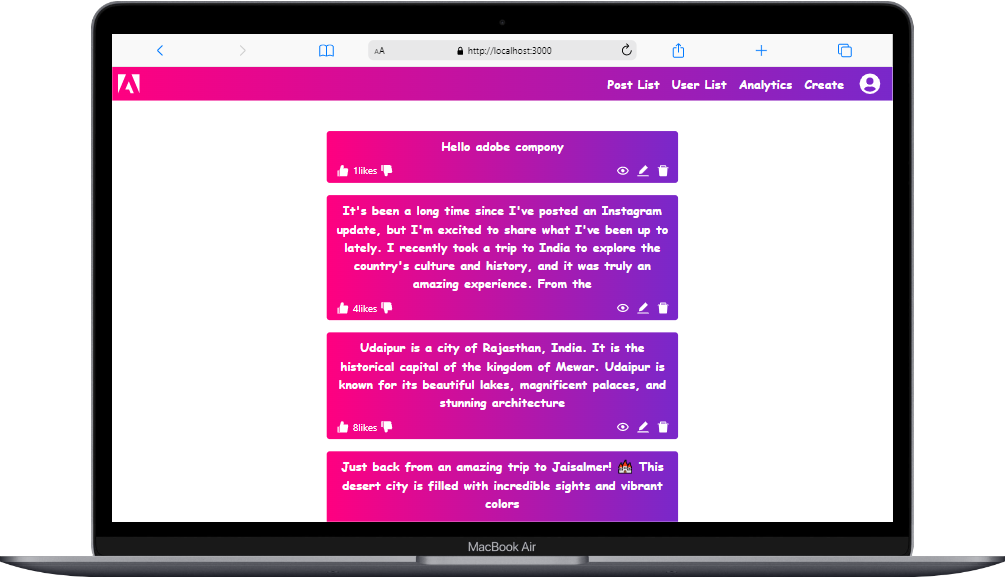 AA http://localhost:3000
Post List User List Analytics Create
Hello adobe compony
1likes
It's been a long time since I've posted an Instagram
update, but I'm excited to share what I've been up to
lately. I recently took a trip to India to explore the
country's culture and history, and it was truly an
amazing experience. From the
4likes
Udaipur is a city of Rajasthan, India. It is the
historical capital of the kingdom of Mewar. Udaipur is
known for its beautiful lakes, magnificent palaces, and
stunning architecture
8likes
Just back from an amazing trip to Jaisalmer! 🏰 This
desert city is filled with incredible sights and vibrant
colors
MacBook Air